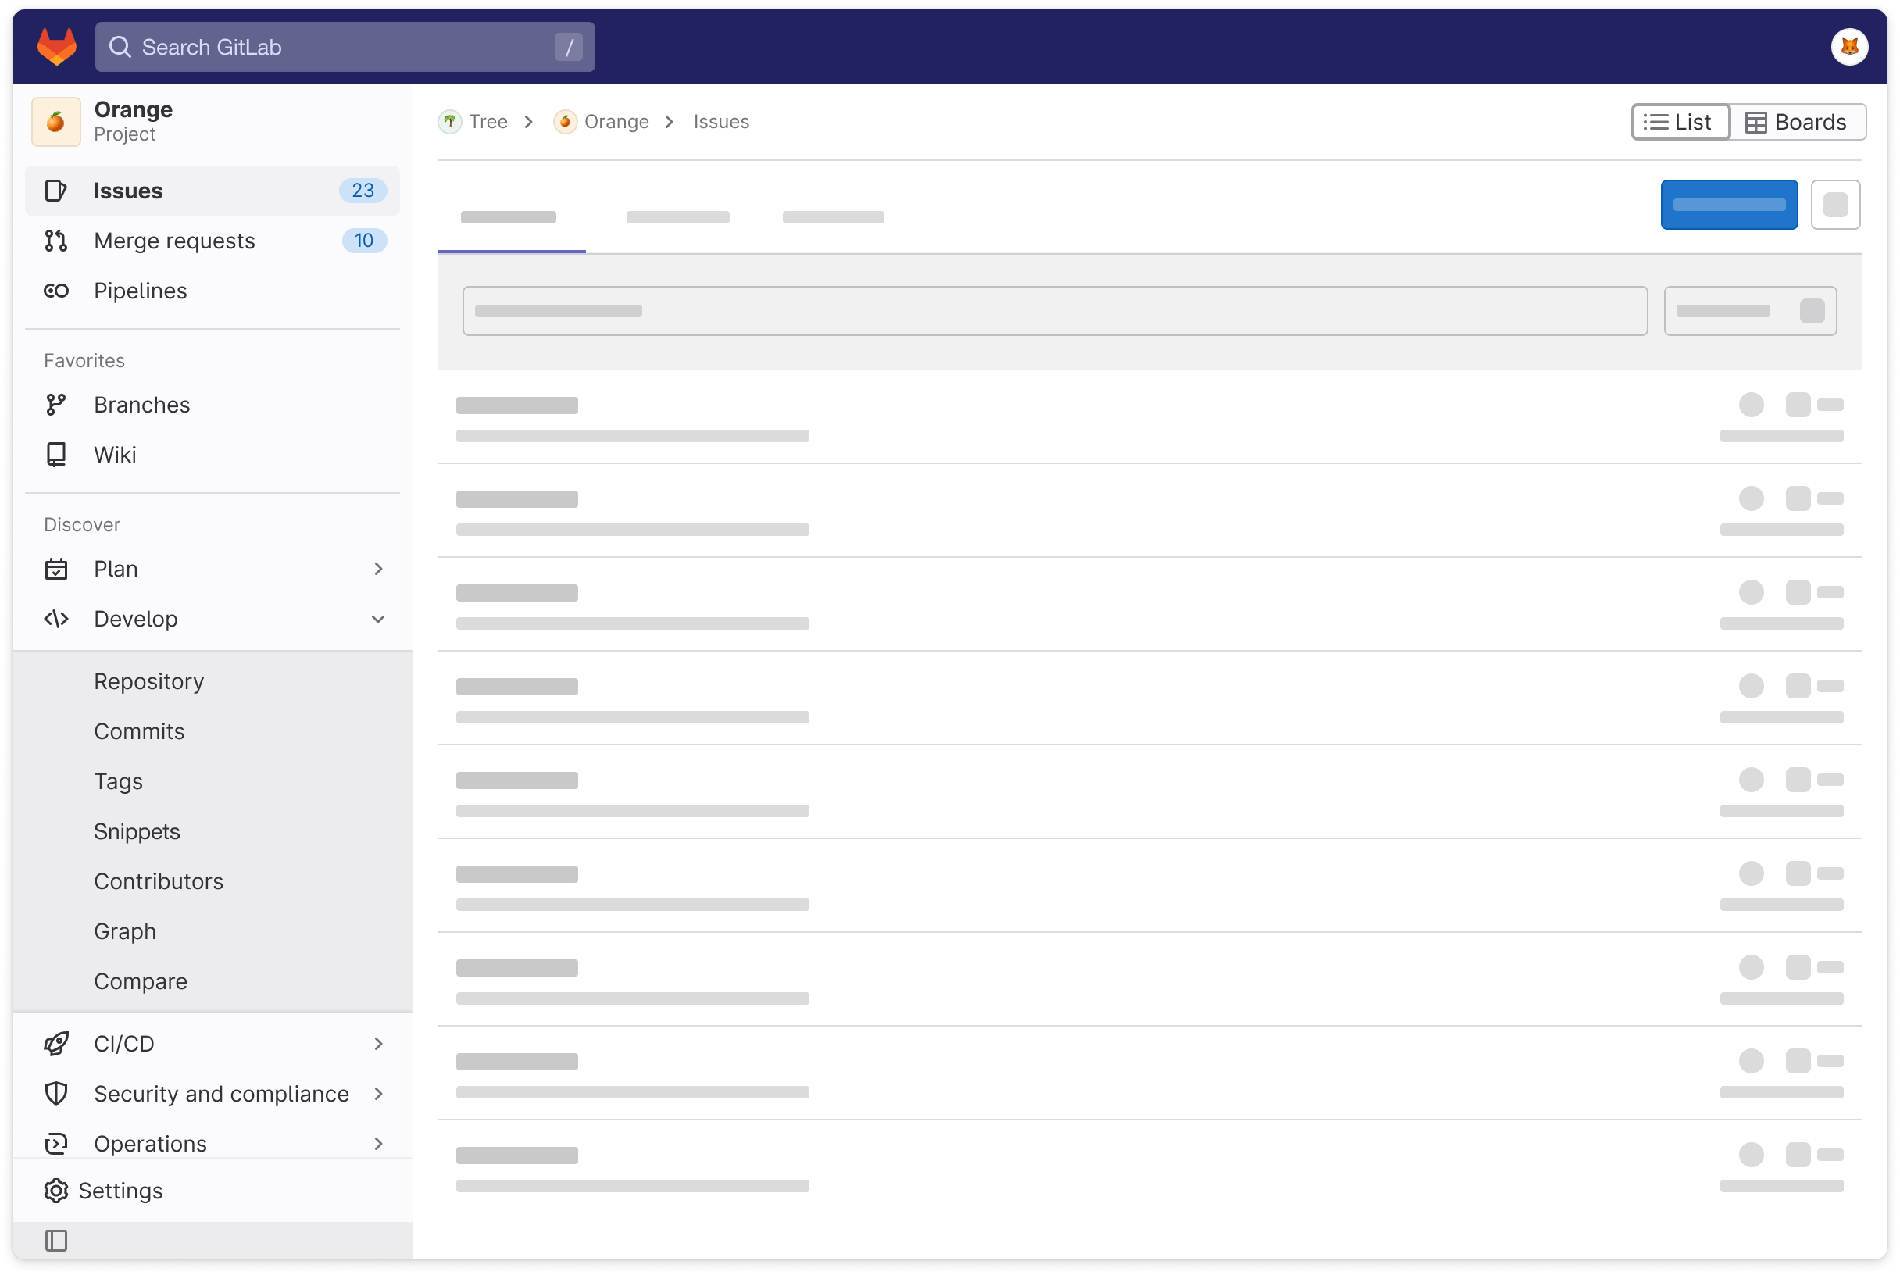 Search GitLab /
Orange
Project
Issues 23
Merge requests 10
Pipelines
Favorites
Branches
Wiki
Discover
Plan
Develop
Repository
Commits
Tags
Snippets
Contributors
Graph
Compare
CI/CD
Security and compliance
Operations
Settings
Tree > Orange > Issues
List Boards